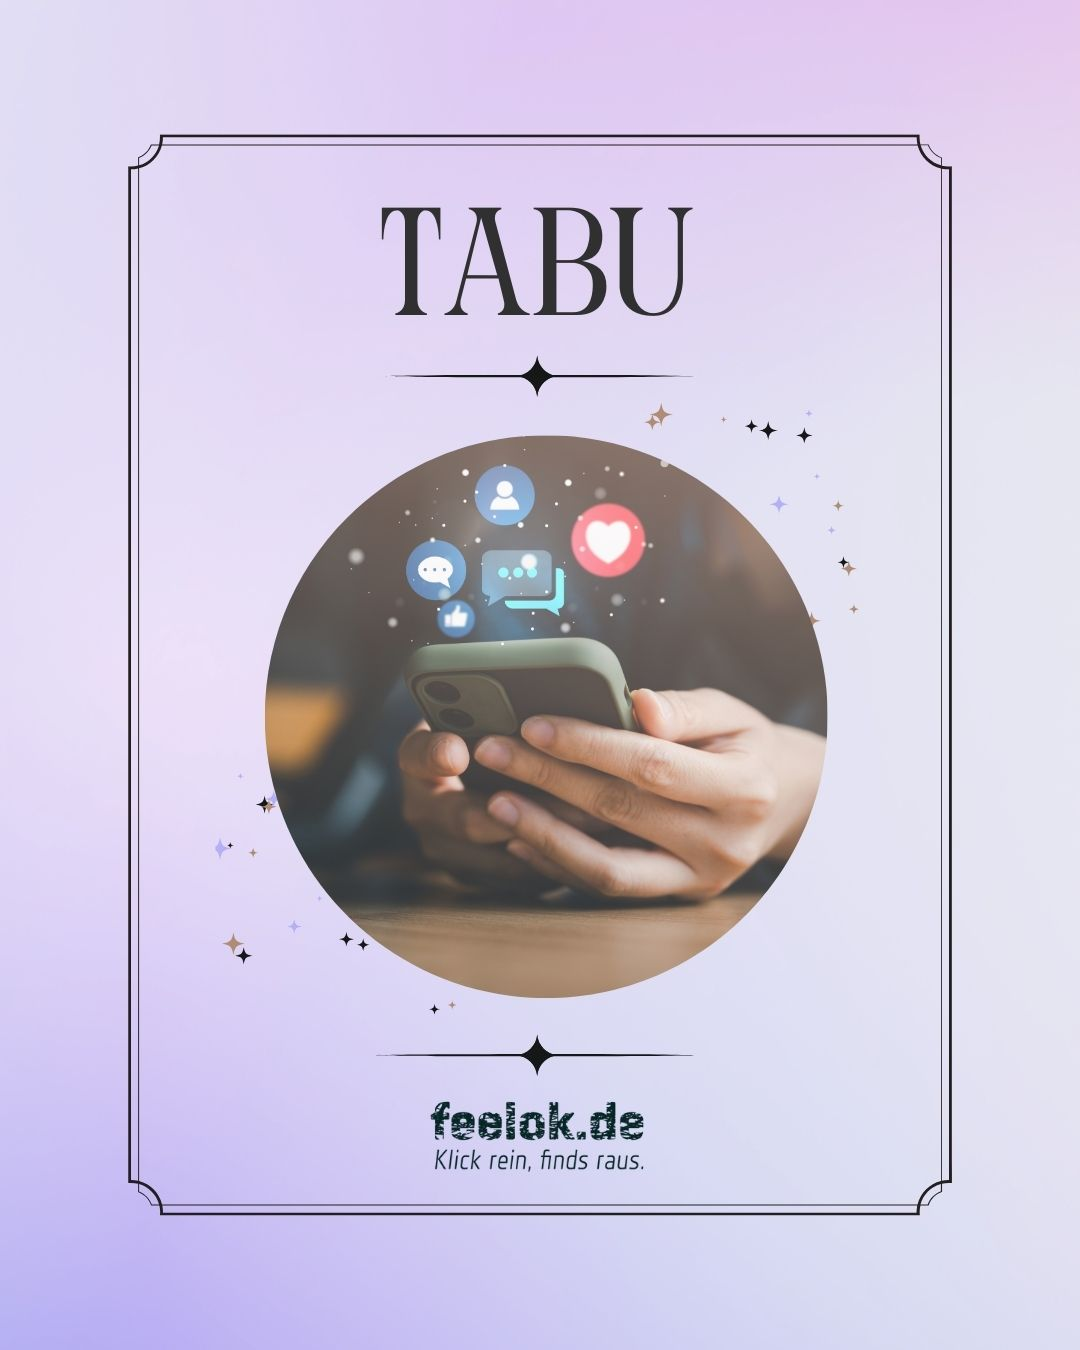 TABU
feelok.de
Klick rein, finds raus.